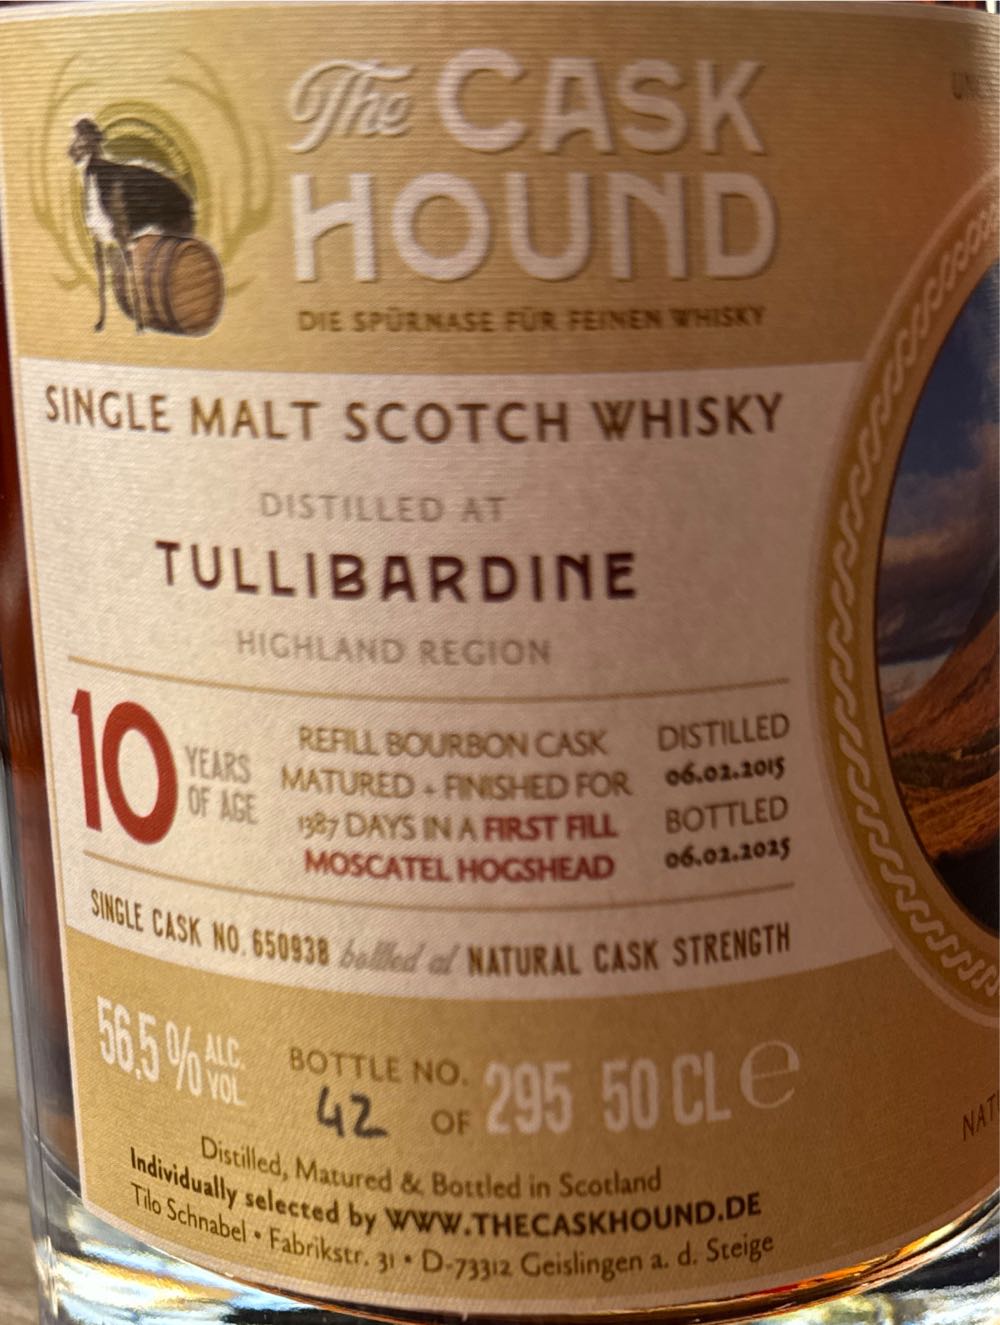 The CASK
HOUND
DIE SPÜRNASE FÜR FEINEN WHISKY
SINGLE MALT SCOTCH WHISKY
DISTILLED AT
TULLIBARDINE
HIGHLAND REGION
10 YEARS
OF AGE
REFILL BOURBON CASK
MATURED + FINISHED FOR
1387 DAYS IN A FIRST FILL
MOSCATEL HOGSHEAD
DISTILLED
06.02.2015
BOTTLED
06.02.2025
SINGLE CASK NO. 650938 bottled at NATURAL CASK STRENGTH
56,5% ALC.
VOL.
BOTTLE NO.
42 OF 295 50 CL e
Distilled, Matured & Bottled in Scotland
Individually selected by WWW.THECASKHOUND.DE
Tilo Schnabel • Fabrikstr. 31 • D-73312 Geislingen a. d. Steige